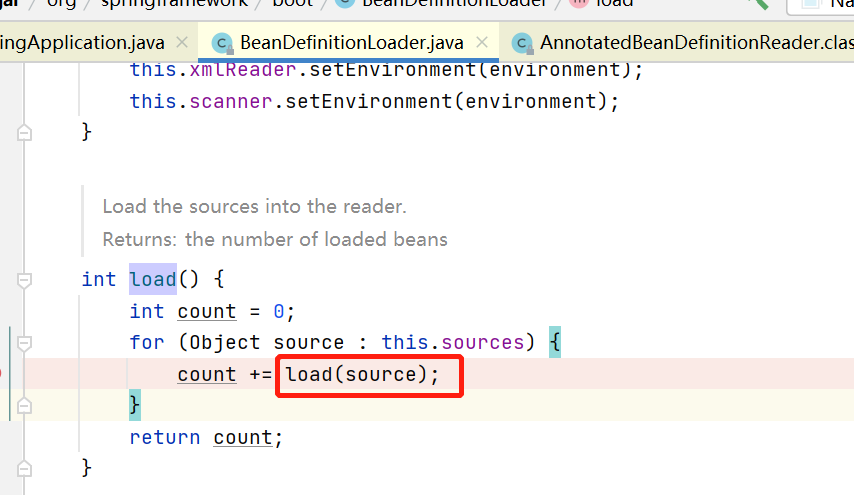 org springframework boot BeanDefinitionLoader load
ingApplication.java BeanDefinitionLoader.java AnnotatedBeanDefinitionReader.clas
this.xmlReader.setEnvironment(environment);
this.scanner.setEnvironment(environment);
}
Load the sources into the reader.
Returns: the number of loaded beans
int load() {
int count = 0;
for (Object source : this.sources) {
count += load(source);
}
return count;
}